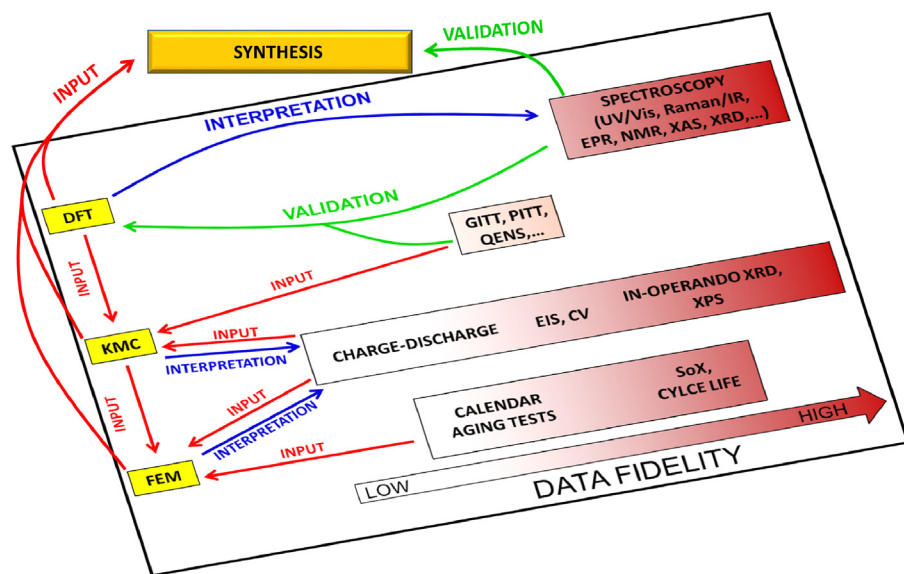 VALIDATION
SYNTHESIS
INPUT
INTERPRETATION
SPECTROSCOPY
(UV/Vis, Raman/IR,
EPR, NMR, XAS, XRD,...)
DFT
VALIDATION
GITT, PITT,
QENS,...
INPUT
INPUT
KMC
INPUT
INTERPRETATION
CHARGE-DISCHARGE
EIS, CV
IN-OPERANDO XRD,
XPS
INPUT
INPUT
INTERPRETATION
CALENDAR
AGING TESTS
SoX,
CYLCE LIFE
FEM
INPUT
LOW
HIGH
DATA FIDELITY